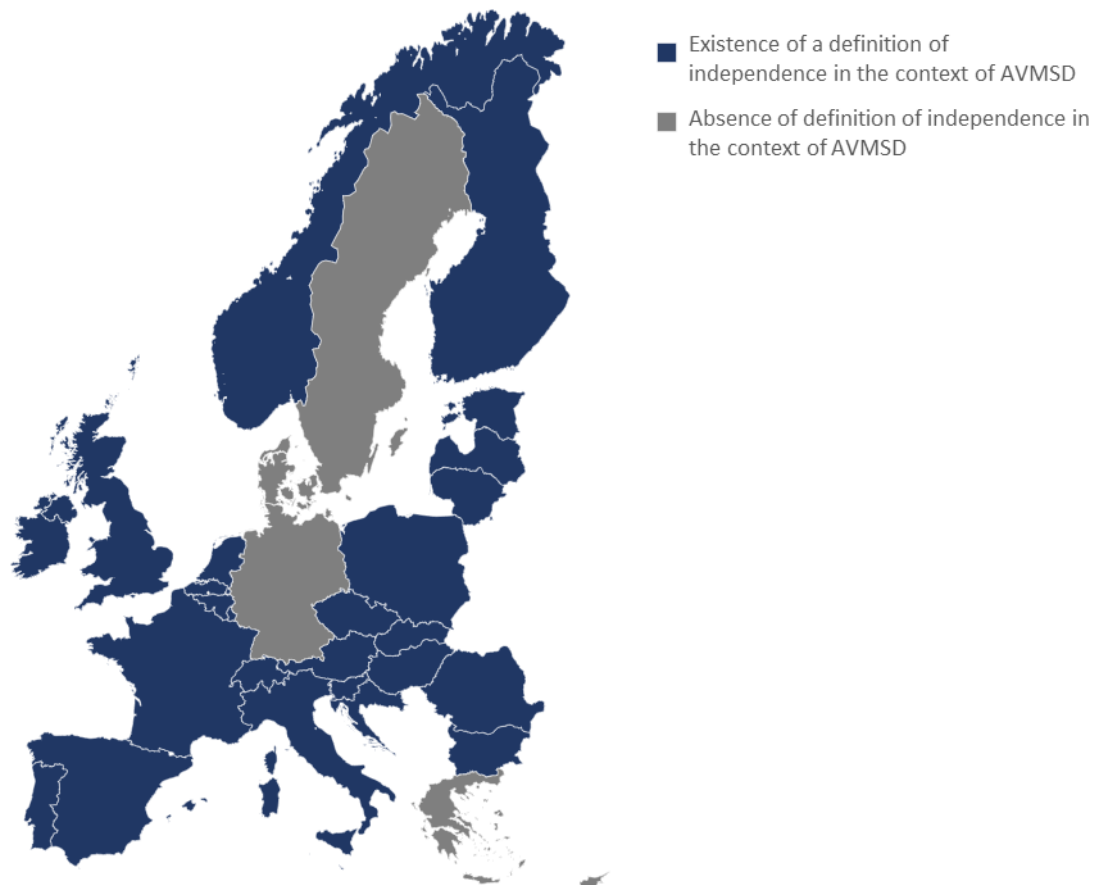 Existence of a definition of
independence in the context of AVMSD
Absence of definition of independence in
the context of AVMSD